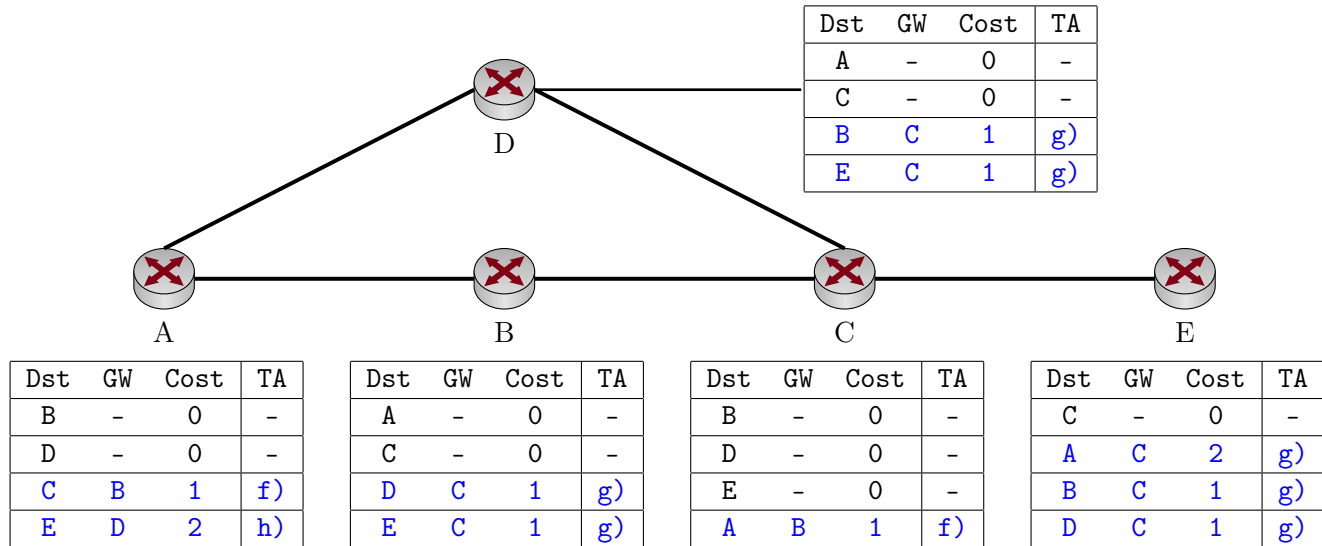 Dst GW Cost TA
A - 0 -
C - 0 -
B C 1 g)
E C 1 g)
D
A
B
C
E
Dst GW Cost TA
B - 0 -
D - 0 -
C B 1 f)
E D 2 h)
Dst GW Cost TA
A - 0 -
C - 0 -
D C 1 g)
E C 1 g)
Dst GW Cost TA
B - 0 -
D - 0 -
E - 0 -
A B 1 f)
Dst GW Cost TA
C - 0 -
A C 2 g)
B C 1 g)
D C 1 g)